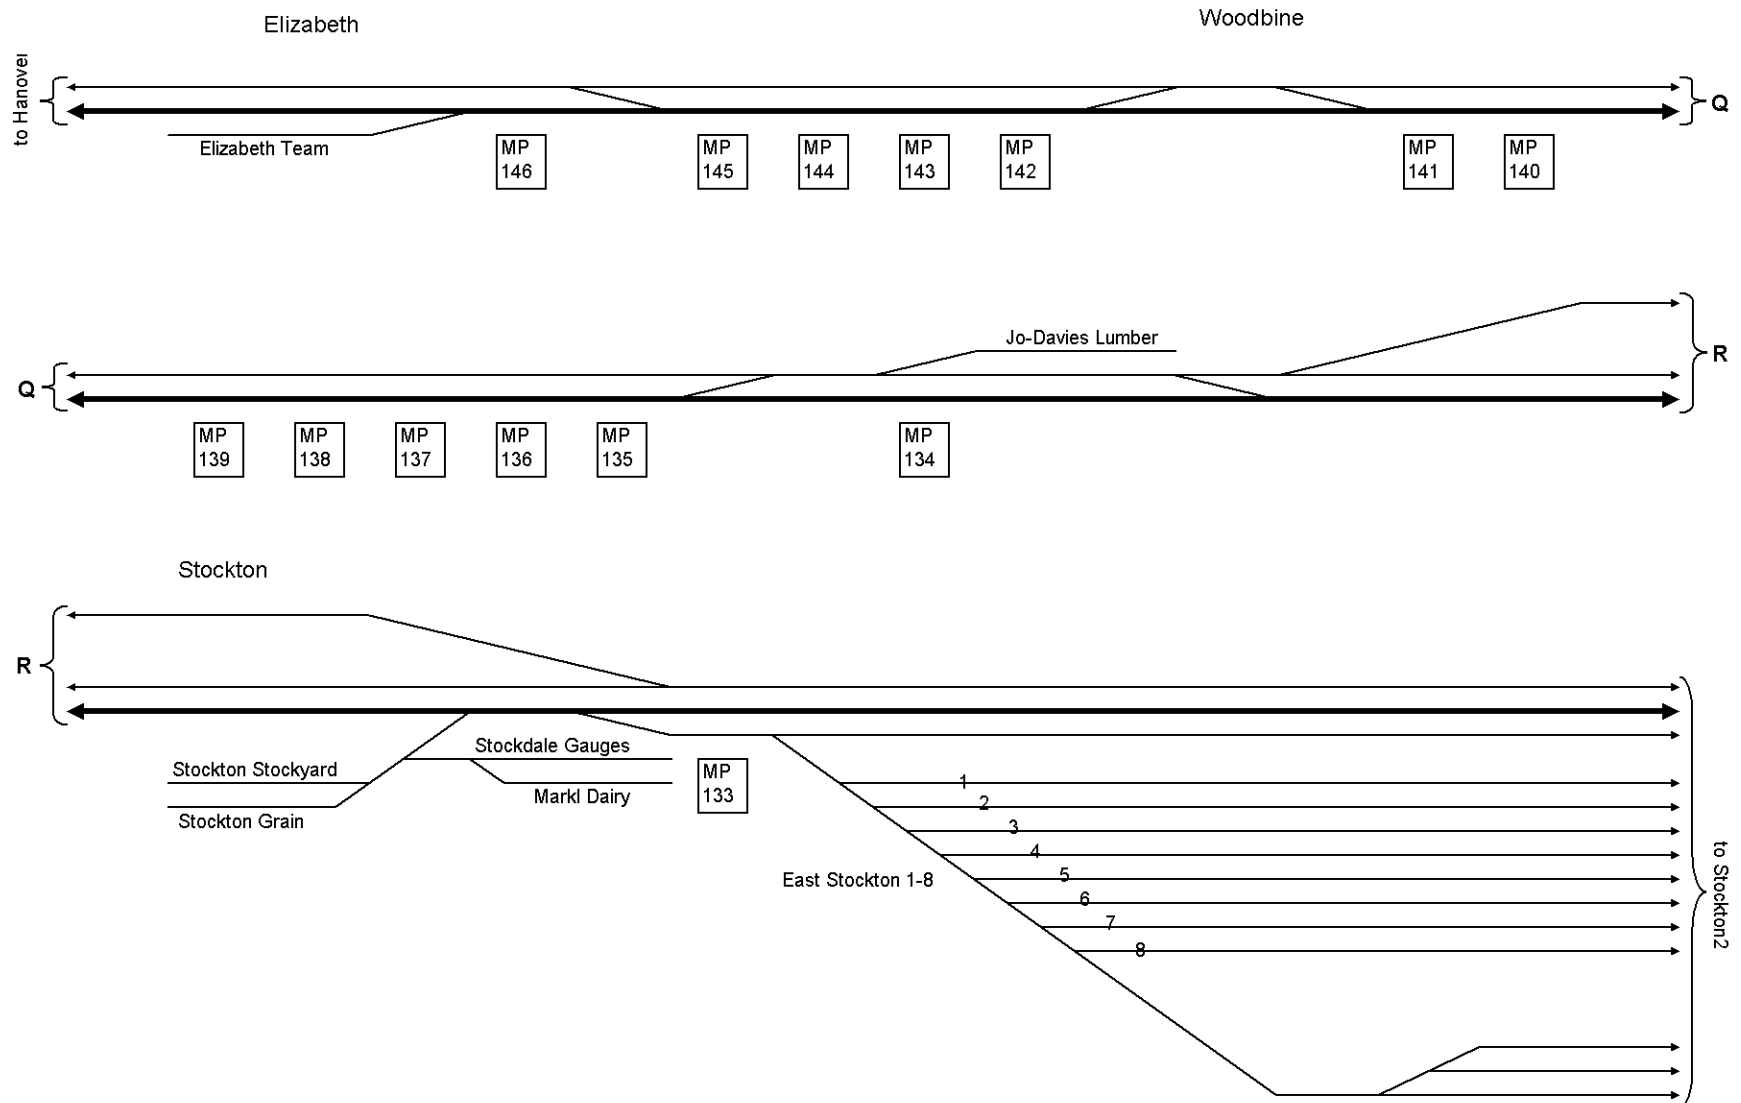 Elizabeth
Woodbine
to Hanover
Q
Elizabeth Team
MP
146
MP
145
MP
144
MP
143
MP
142
MP
141
MP
140
Jo-Davies Lumber
Q
R
MP
139
MP
138
MP
137
MP
136
MP
135
MP
134
Stockton
R
Stockdale Gauges
Stockton Stockyard
Markl Dairy
Stockton Grain
MP
133
1
2
3
4
5
6
7
8
East Stockton 1-8
to Stockton2